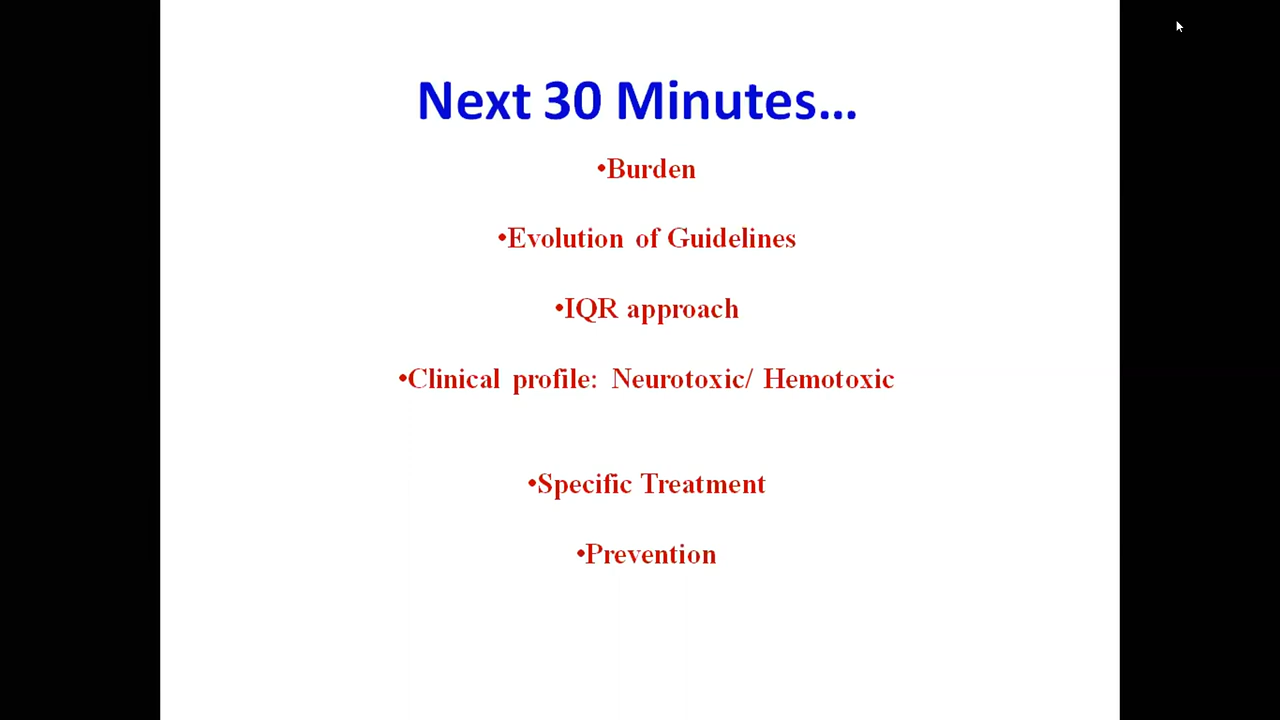 Next 30 Minutes...
•Burden
•Evolution of Guidelines
•IQR approach
•Clinical profile: Neurotoxic/ Hemotoxic
•Specific Treatment
•Prevention